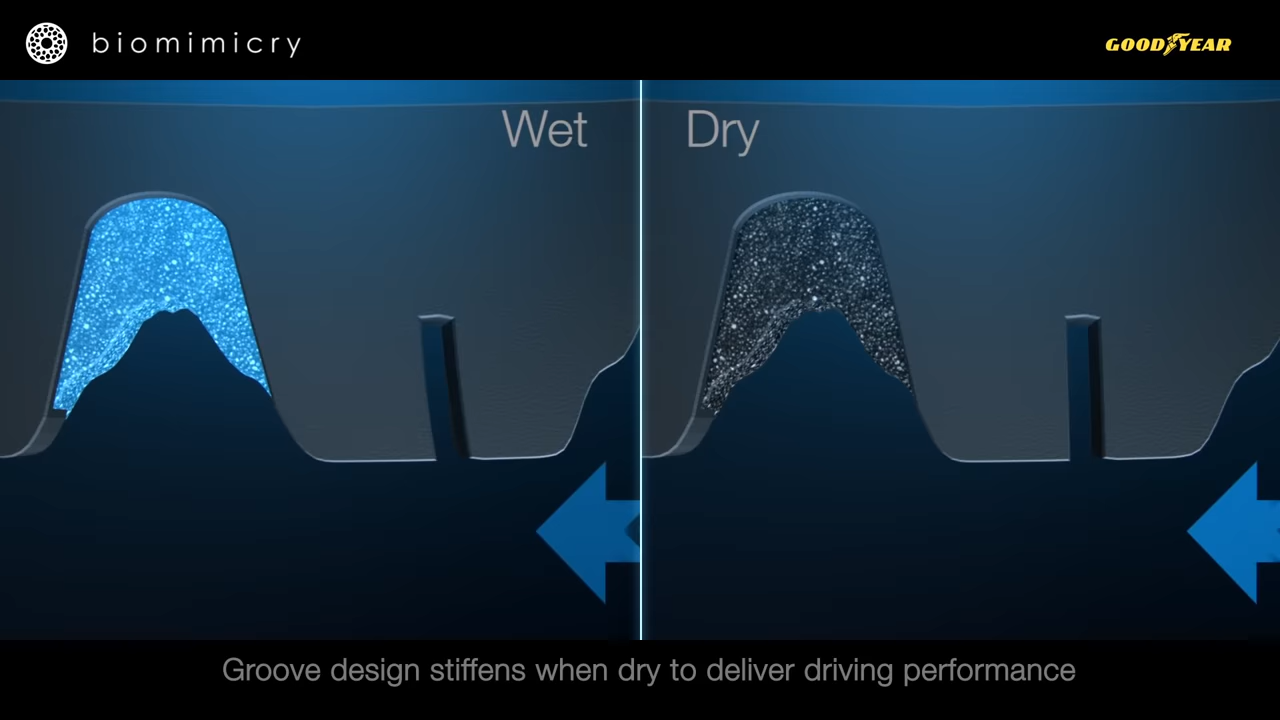 biomimicry
GOODYEAR
Wet
Dry
Groove design stiffens when dry to deliver driving performance